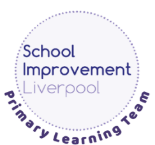 School
Improvement
Liverpool
Primary Learning Team